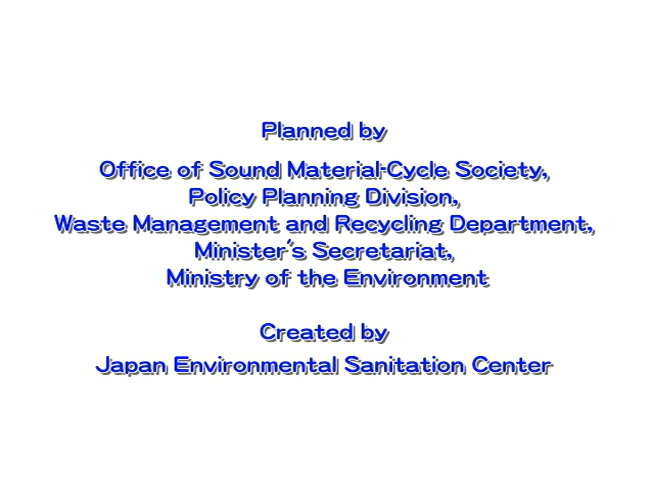 Planned by
Office of Sound Material-Cycle Society,
Policy Planning Division,
Waste Management and Recycling Department,
Minister's Secretariat,
Ministry of the Environment
Created by
Japan Environmental Sanitation Center